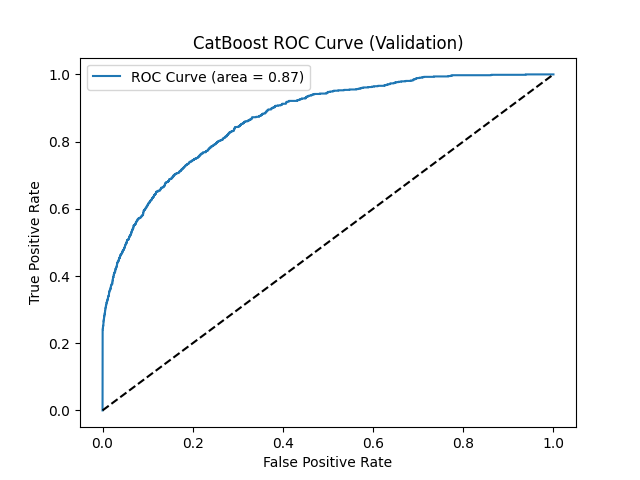 CatBoost ROC Curve (Validation)
ROC Curve (area = 0.87)
True Positive Rate
1.0
0.8
0.6
0.4
0.2
0.0
0.0 0.2 0.4 0.6 0.8 1.0
False Positive Rate